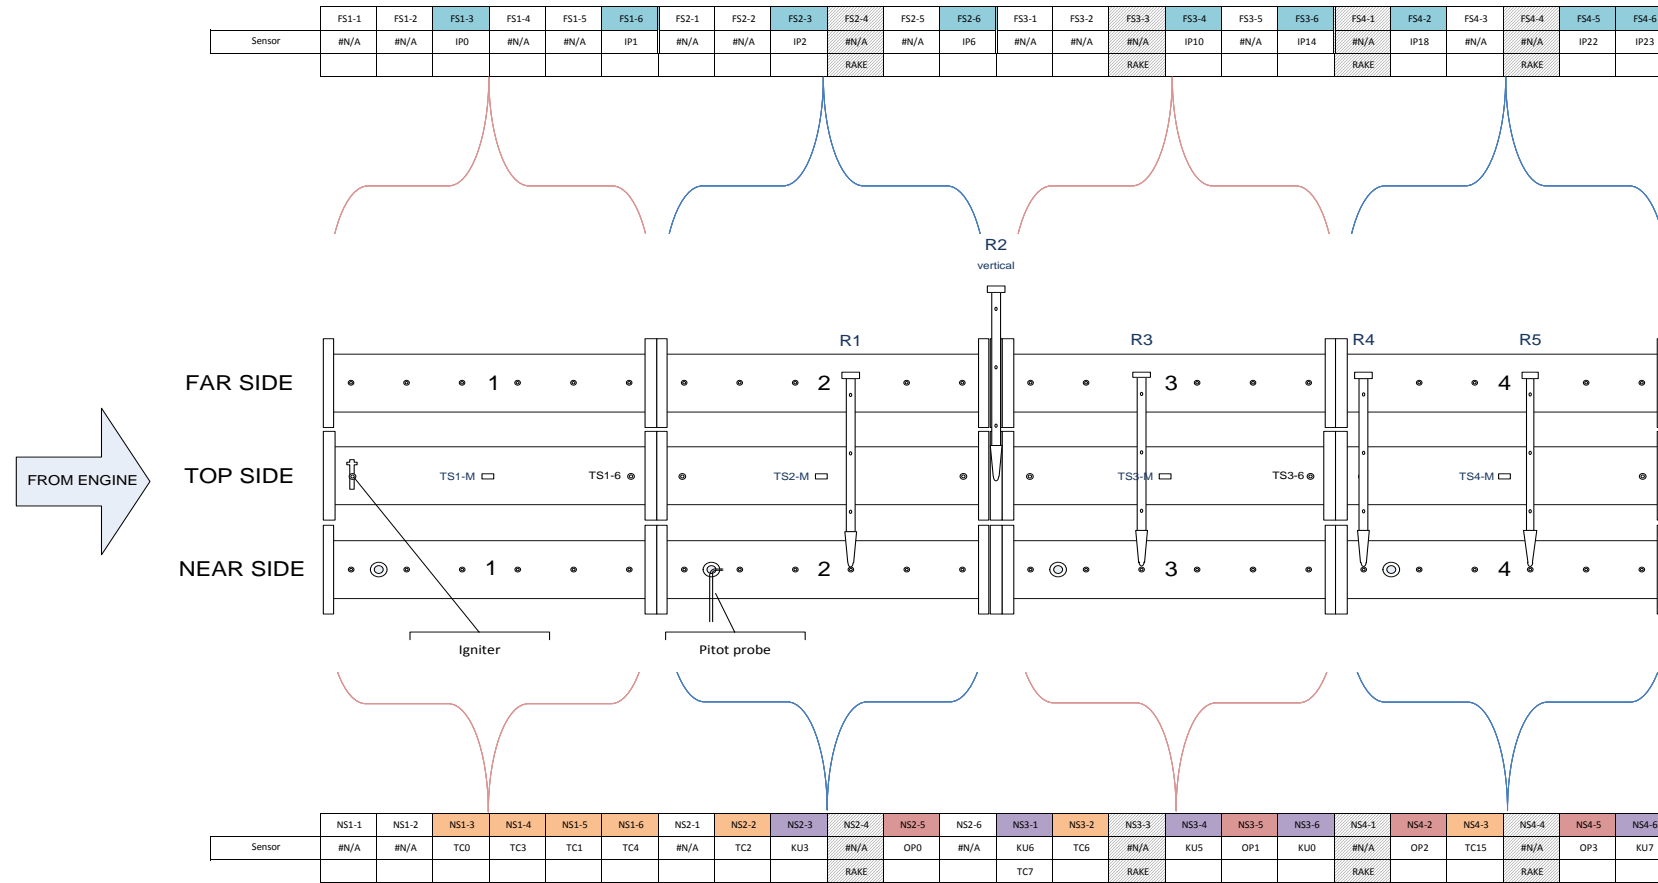 FS1-1 FS1-2 FS1-3 FS1-4 FS1-5 FS1-6 FS2-1 FS2-2 FS2-3 FS2-4 FS2-5 FS2-6 FS3-1 FS3-2 FS3-3 FS3-4 FS3-5 FS3-6 FS4-1 FS4-2 FS4-3 FS4-4 FS4-5 FS4-6
Sensor #N/A #N/A IP0 #N/A #N/A IP1 #N/A #N/A IP2 #N/A #N/A IP6 #N/A #N/A #N/A IP10 #N/A IP14 #N/A IP18 #N/A #N/A IP22 IP23
RAKE RAKE RAKE RAKE
R2
vertical
R1 R3 R4 R5
FAR SIDE 1 2 3 4
FROM ENGINE
TOP SIDE TS1-M TS1-6 TS2-M TS3-M TS3-6 TS4-M
NEAR SIDE 1 2 3 4
Igniter Pitot probe
NS1-1 NS1-2 NS1-3 NS1-4 NS1-5 NS1-6 NS2-1 NS2-2 NS2-3 NS2-4 NS2-5 NS2-6 NS3-1 NS3-2 NS3-3 NS3-4 NS3-5 NS3-6 NS4-1 NS4-2 NS4-3 NS4-4 NS4-5 NS4-6
Sensor #N/A #N/A TC0 TC3 TC1 TC4 #N/A TC2 KU3 #N/A OP0 #N/A KU6 TC6 #N/A KU5 OP1 KU0 #N/A OP2 TC15 #N/A OP3 KU7
RAKE TC7 RAKE RAKE RAKE